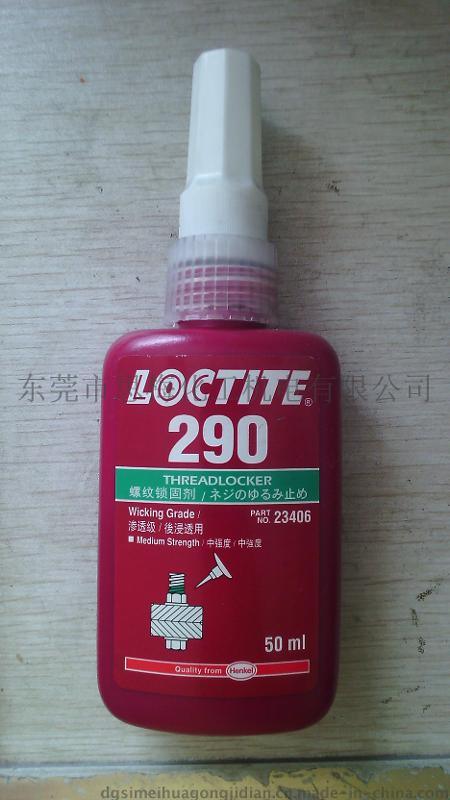 LOCTITE®
290
THREADLOCKER
螺纹锁固剂 / ネジのゆるみ止め
Wicking Grade / PART NO. 23406
渗透级 / 後浸透用
■ Medium Strength / 中强度 / 中強度
50 ml
Quality from Henkel
东莞市 有限公司
dgsimeihuagongjidian.cn.made-in-china.com